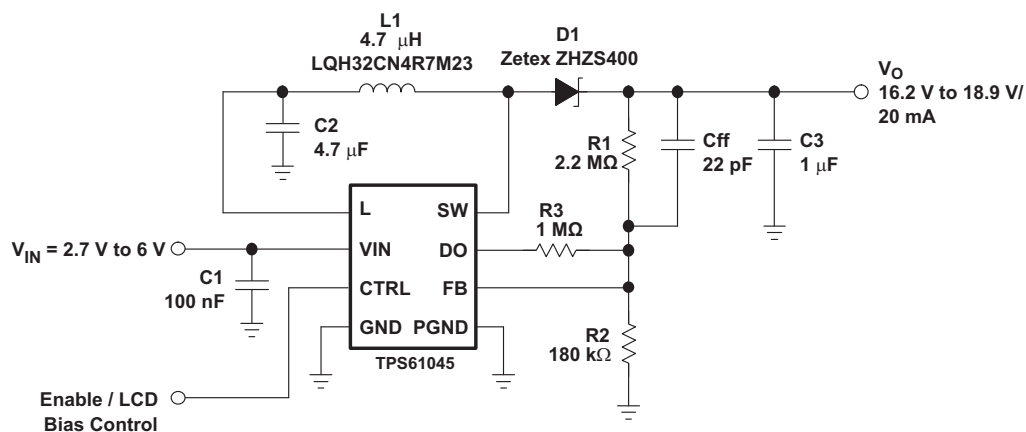 L1
4.7 μH
LQH32CN4R7M23
D1
Zetex ZHZS400
V_O
16.2 V to 18.9 V/
20 mA
C2
4.7 μF
R1
2.2 MΩ
Cff
22 pF
C3
1 μF
L
SW
R3
1 MΩ
V_IN = 2.7 V to 6 V
VIN
DO
C1
100 nF
CTRL
FB
GND
PGND
R2
180 kΩ
TPS61045
Enable / LCD
Bias Control